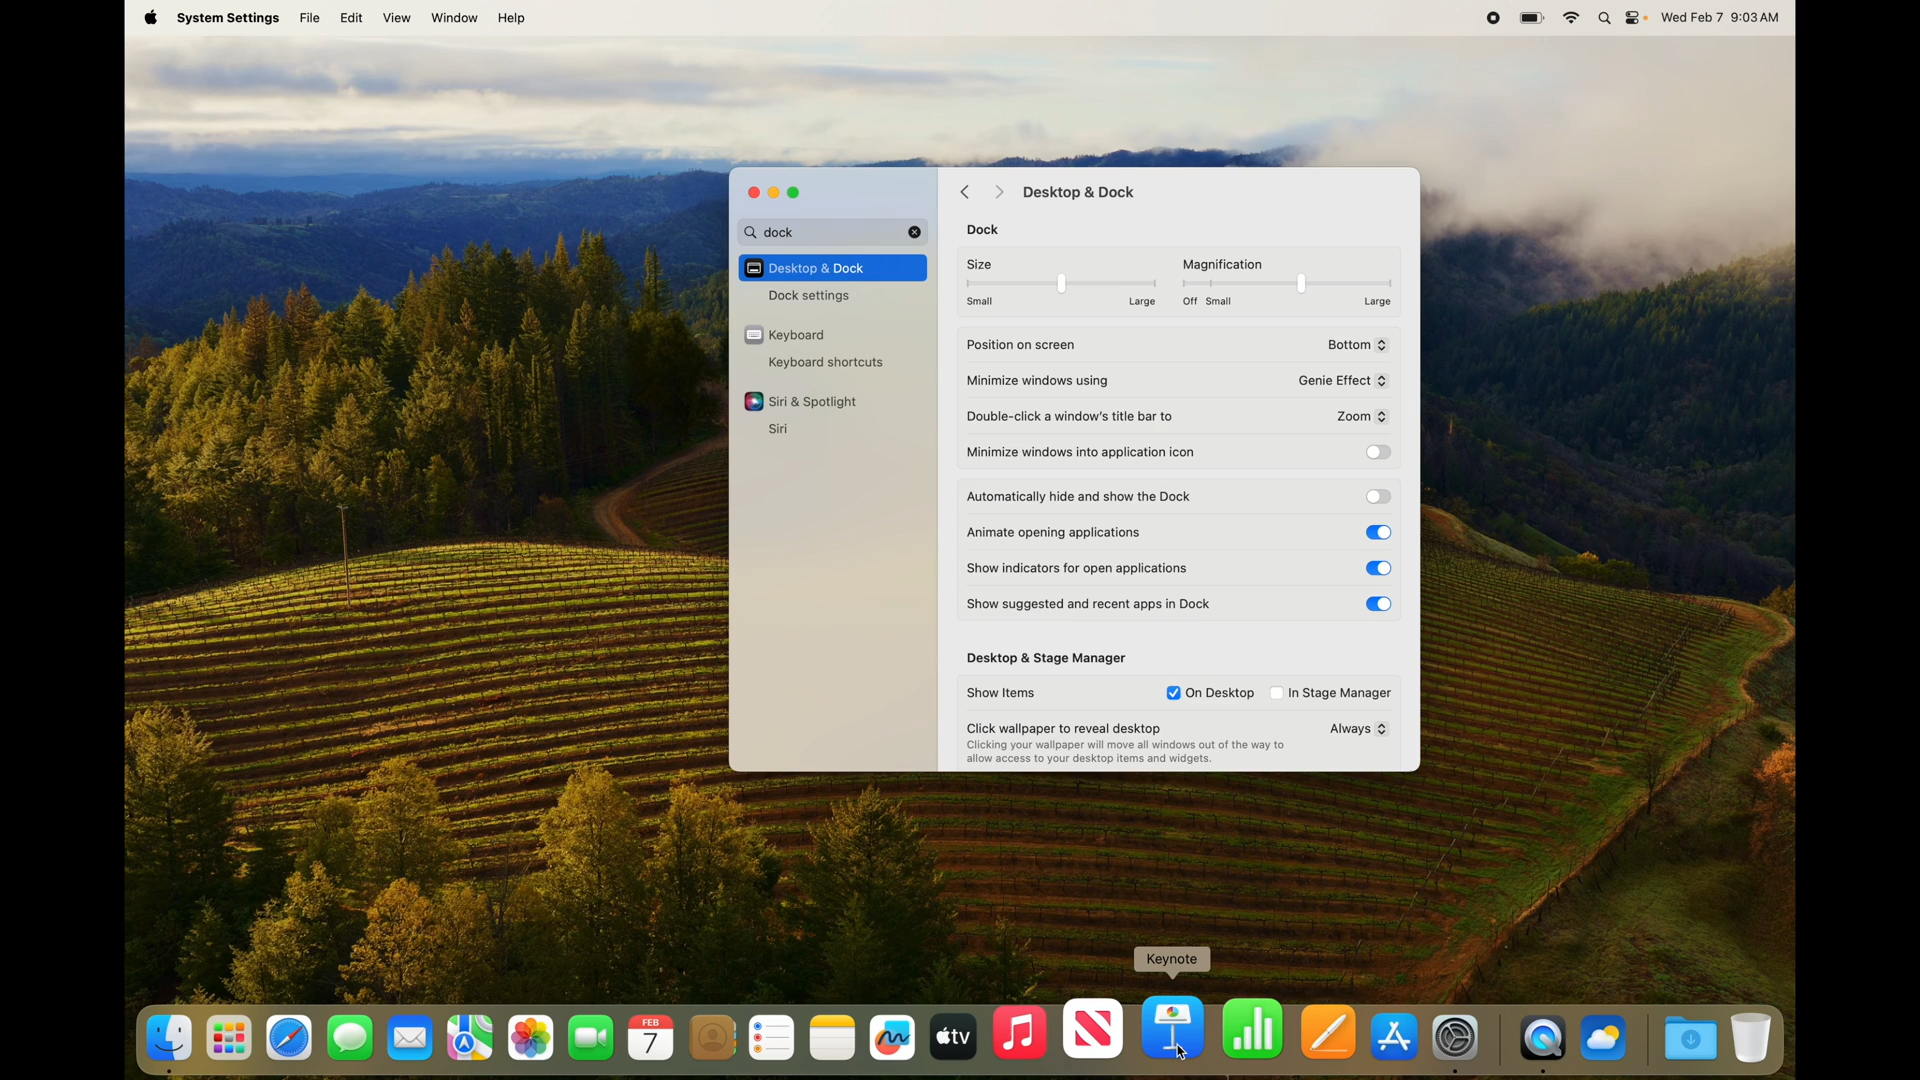 System Settings File Edit View Window Help Wed Feb 7 9:03 AM
dock
Desktop & Dock
Dock settings
Keyboard
Keyboard shortcuts
Siri & Spotlight
Siri
Desktop & Dock
Dock
Size Magnification
Small Large Off Small Large
Position on screen Bottom
Minimize windows using Genie Effect
Double-click a window's title bar to Zoom
Minimize windows into application icon
Automatically hide and show the Dock
Animate opening applications
Show indicators for open applications
Show suggested and recent apps in Dock
Desktop & Stage Manager
Show Items On Desktop In Stage Manager
Click wallpaper to reveal desktop Always
Clicking your wallpaper will move all windows out of the way to
allow access to your desktop items and widgets.
Keynote
FEB
7
tv